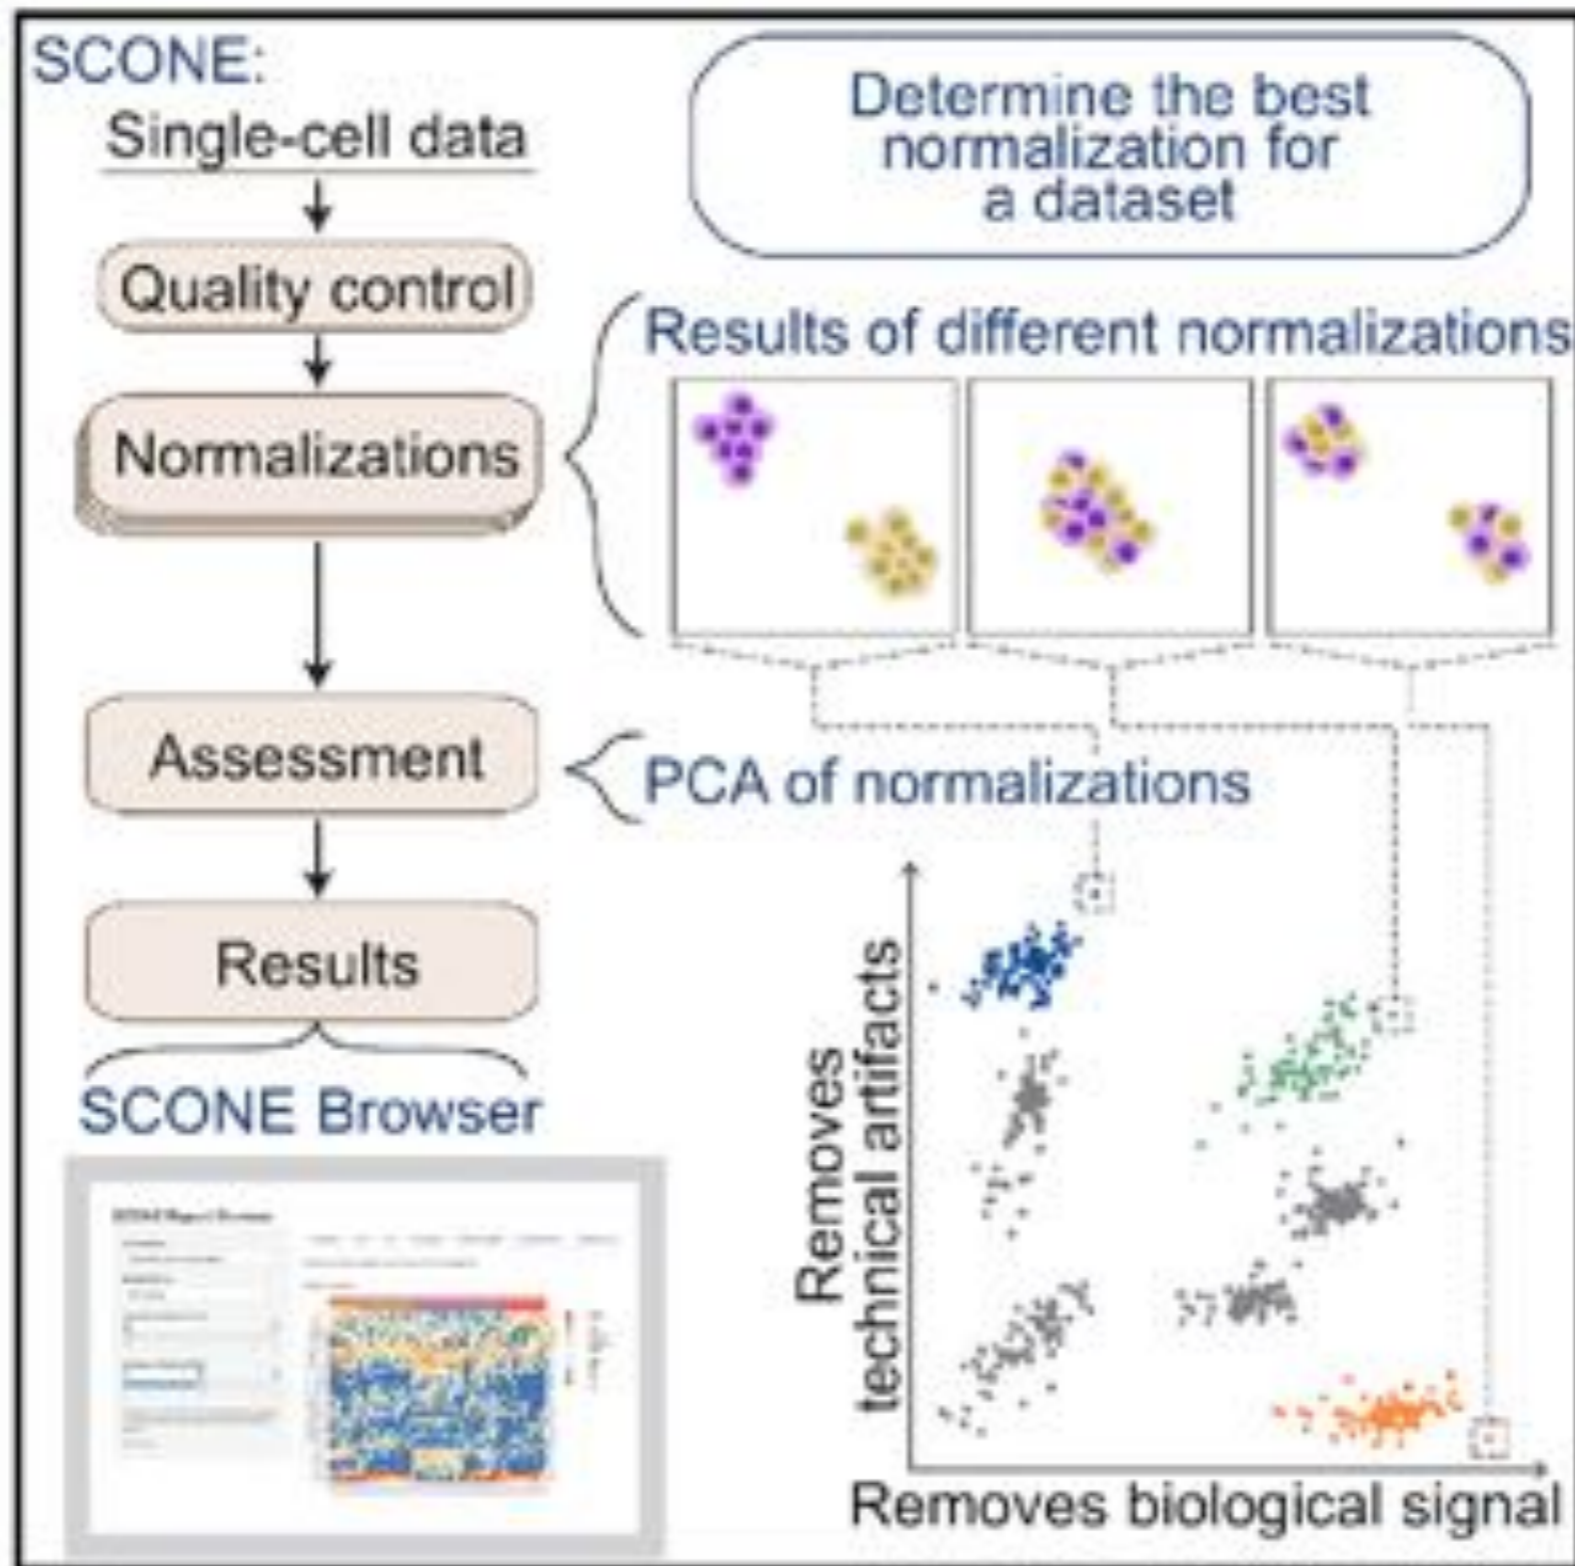 SCONE:
Single-cell data
Quality control
Normalizations
Assessment
Results
SCONE Browser
Determine the best
normalization for
a dataset
Results of different normalizations
PCA of normalizations
Removes
technical artifacts
Removes biological signal